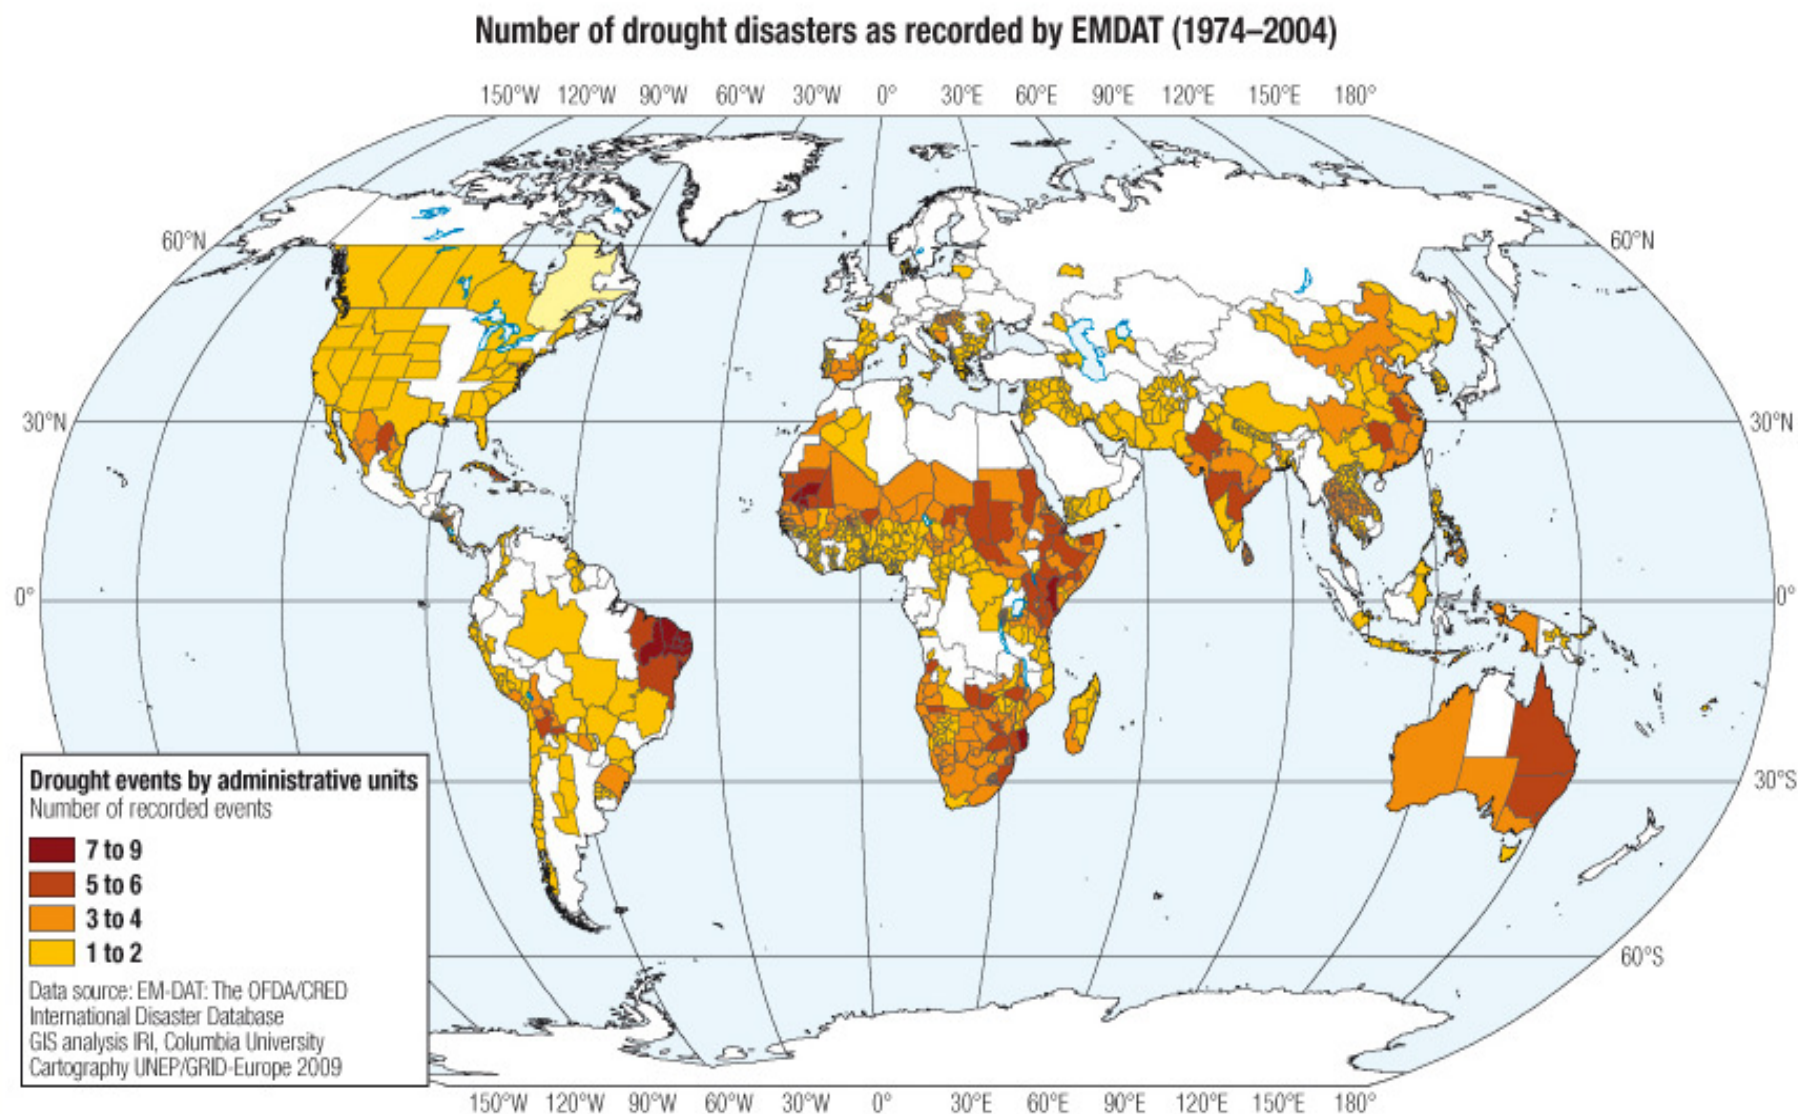 Number of drought disasters as recorded by EMDAT (1974–2004)
150°W 120°W 90°W 60°W 30°W 0° 30°E 60°E 90°E 120°E 150°E 180°
60°N 60°N
30°N 30°N
0° 0°
30°S
60°S
Drought events by administrative units
Number of recorded events
7 to 9
5 to 6
3 to 4
1 to 2
Data source: EM-DAT: The OFDA/CRED
International Disaster Database
GIS analysis IRI, Columbia University
Cartography UNEP/GRID-Europe 2009
150°W 120°W 90°W 60°W 30°W 0° 30°E 60°E 90°E 120°E 150°E 180°